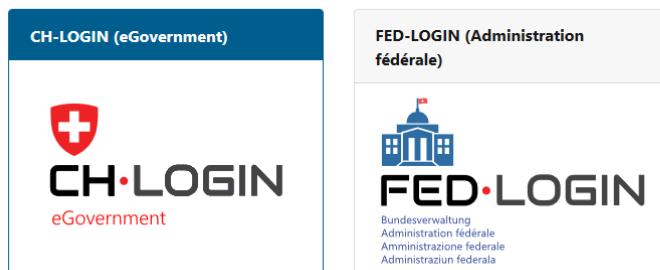 CH-LOGIN (eGovernment)
CH·LOGIN
eGovernment
FED-LOGIN (Administration
fédérale)
FED·LOGIN
Bundesverwaltung
Administration fédérale
Amministrazione federale
Administraziun federala